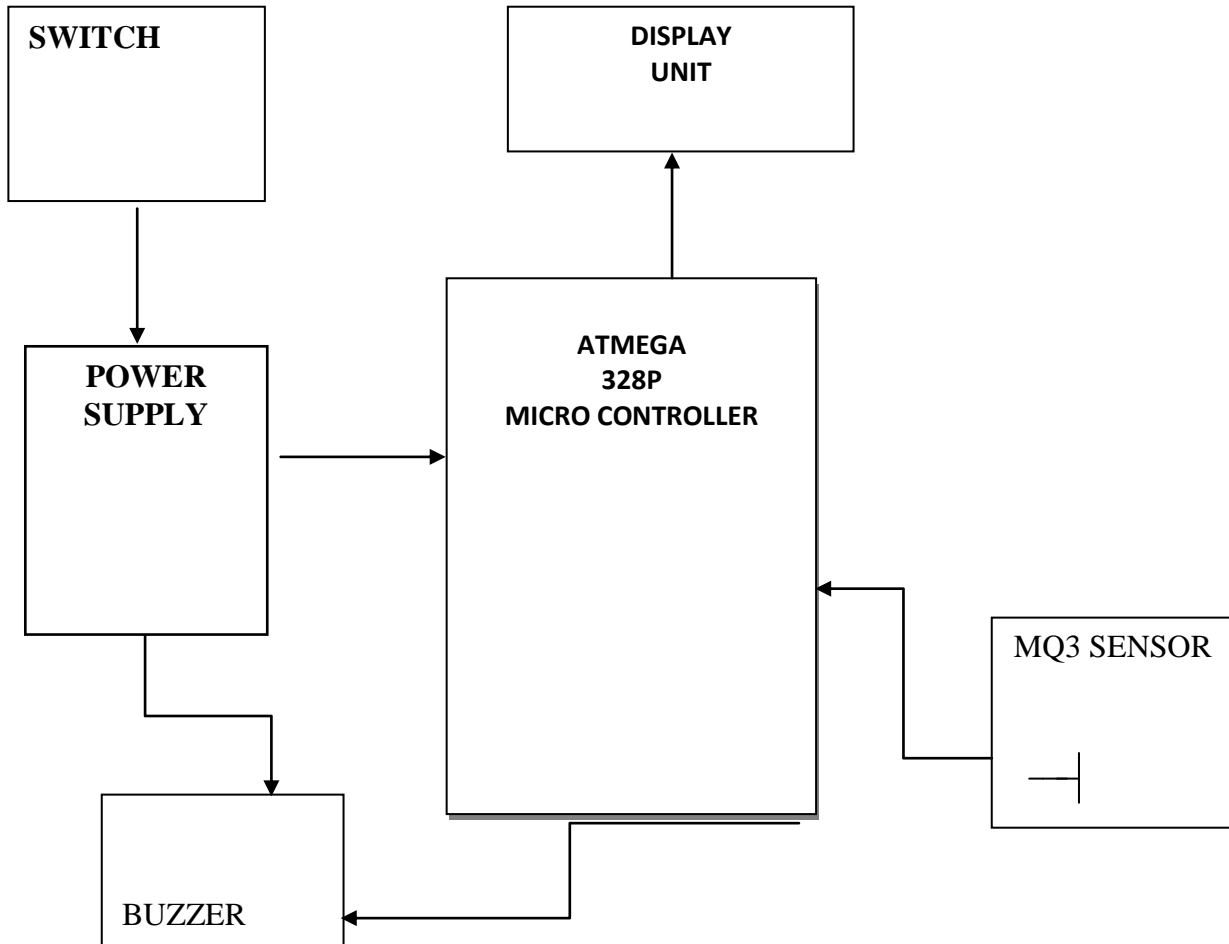 SWITCH
DISPLAY
UNIT
POWER
SUPPLY
ATMEGA
328P
MICRO CONTROLLER
MQ3 SENSOR
BUZZER